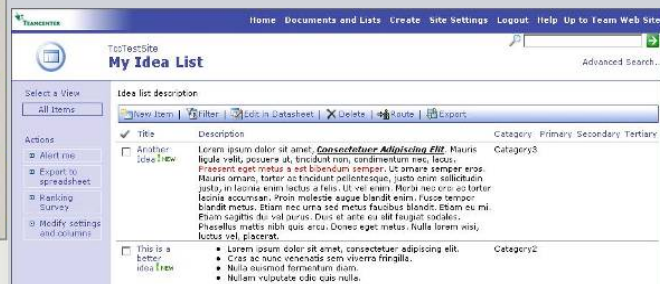 TEAMCENTER
Home Documents and Lists Create Site Settings Logout Help Up to Team Web Site
TccTestSite
My Idea List
Advanced Search..
Select a View
All Items
Actions
Alert me
Export to
spreadsheet
Ranking
Survey
Modify settings
and columns
Idea list description
New Item | Filter | Edit in Datasheet | Delete | Route | Export
Title Description Catagory Primary Secondary Tertiary
Another
Idea ! NEW
Lorem ipsum dolor sit amet, Consectetuer Adipiscing Elit. Mauris
ligula velit, posuere ut, tincidunt non, condimentum nec, lacus.
Praesent eget metus a est bibendum semper. Ut ornare semper eros.
Mauris ornare, tortor ac tincidunt pellentesque, justo enim sollicitudin
justo, in lacinia enim lectus a felis. Ut vel enim. Morbi nec orci ac tortor
lacinia accumsan. Proin molestie augue blandit enim. Fusce tempor
blandit metus. Etiam nec urna sed metus faucibus blandit. Etiam eu mi.
Etiam sagittis dui vel purus. Duis et ante eu elit feugiat sodales.
Phasellus mattis nibh quis arcu. Donec eget metus. Nulla lorem wisi,
luctus vel, placerat.
Catagory3
This is a
better
idea ! NEW
• Lorem ipsum dolor sit amet, consectetuer adipiscing elit.
• Cras ac nunc venenatis sem viverra fringilla.
• Nulla euismod fermentum diam.
• Nullam vulputate odio quis nulla.
Catagory2